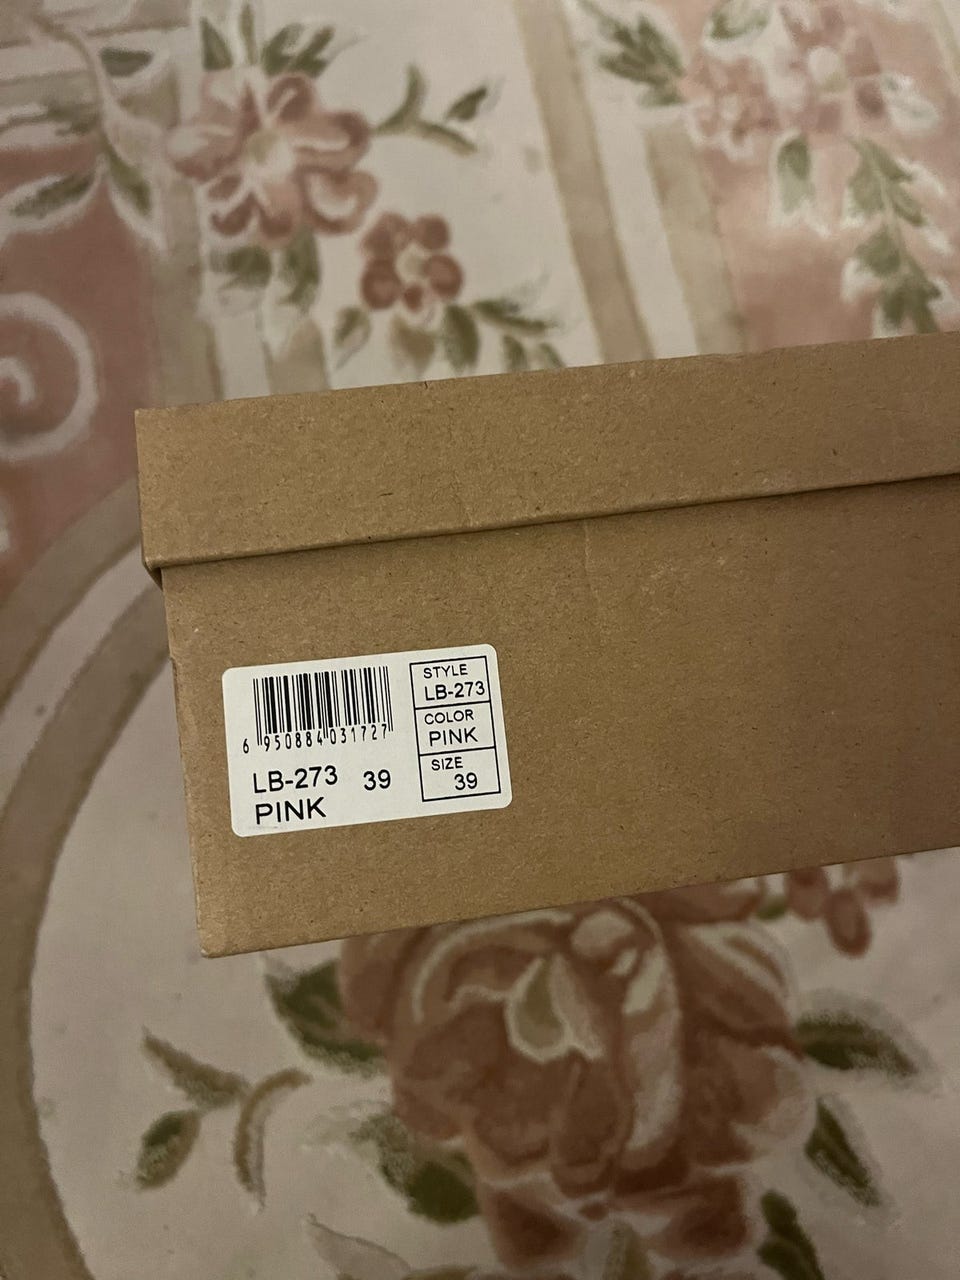 6 950884 031727
LB-273 39
PINK
STYLE
LB-273
COLOR
PINK
SIZE
39